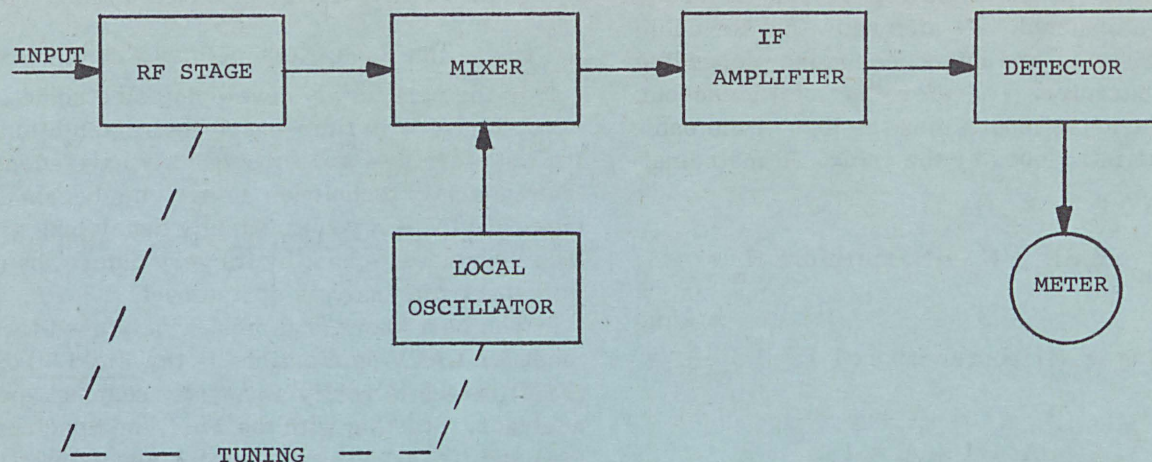 INPUT
RF STAGE
MIXER
IF
AMPLIFIER
DETECTOR
LOCAL
OSCILLATOR
METER
TUNING